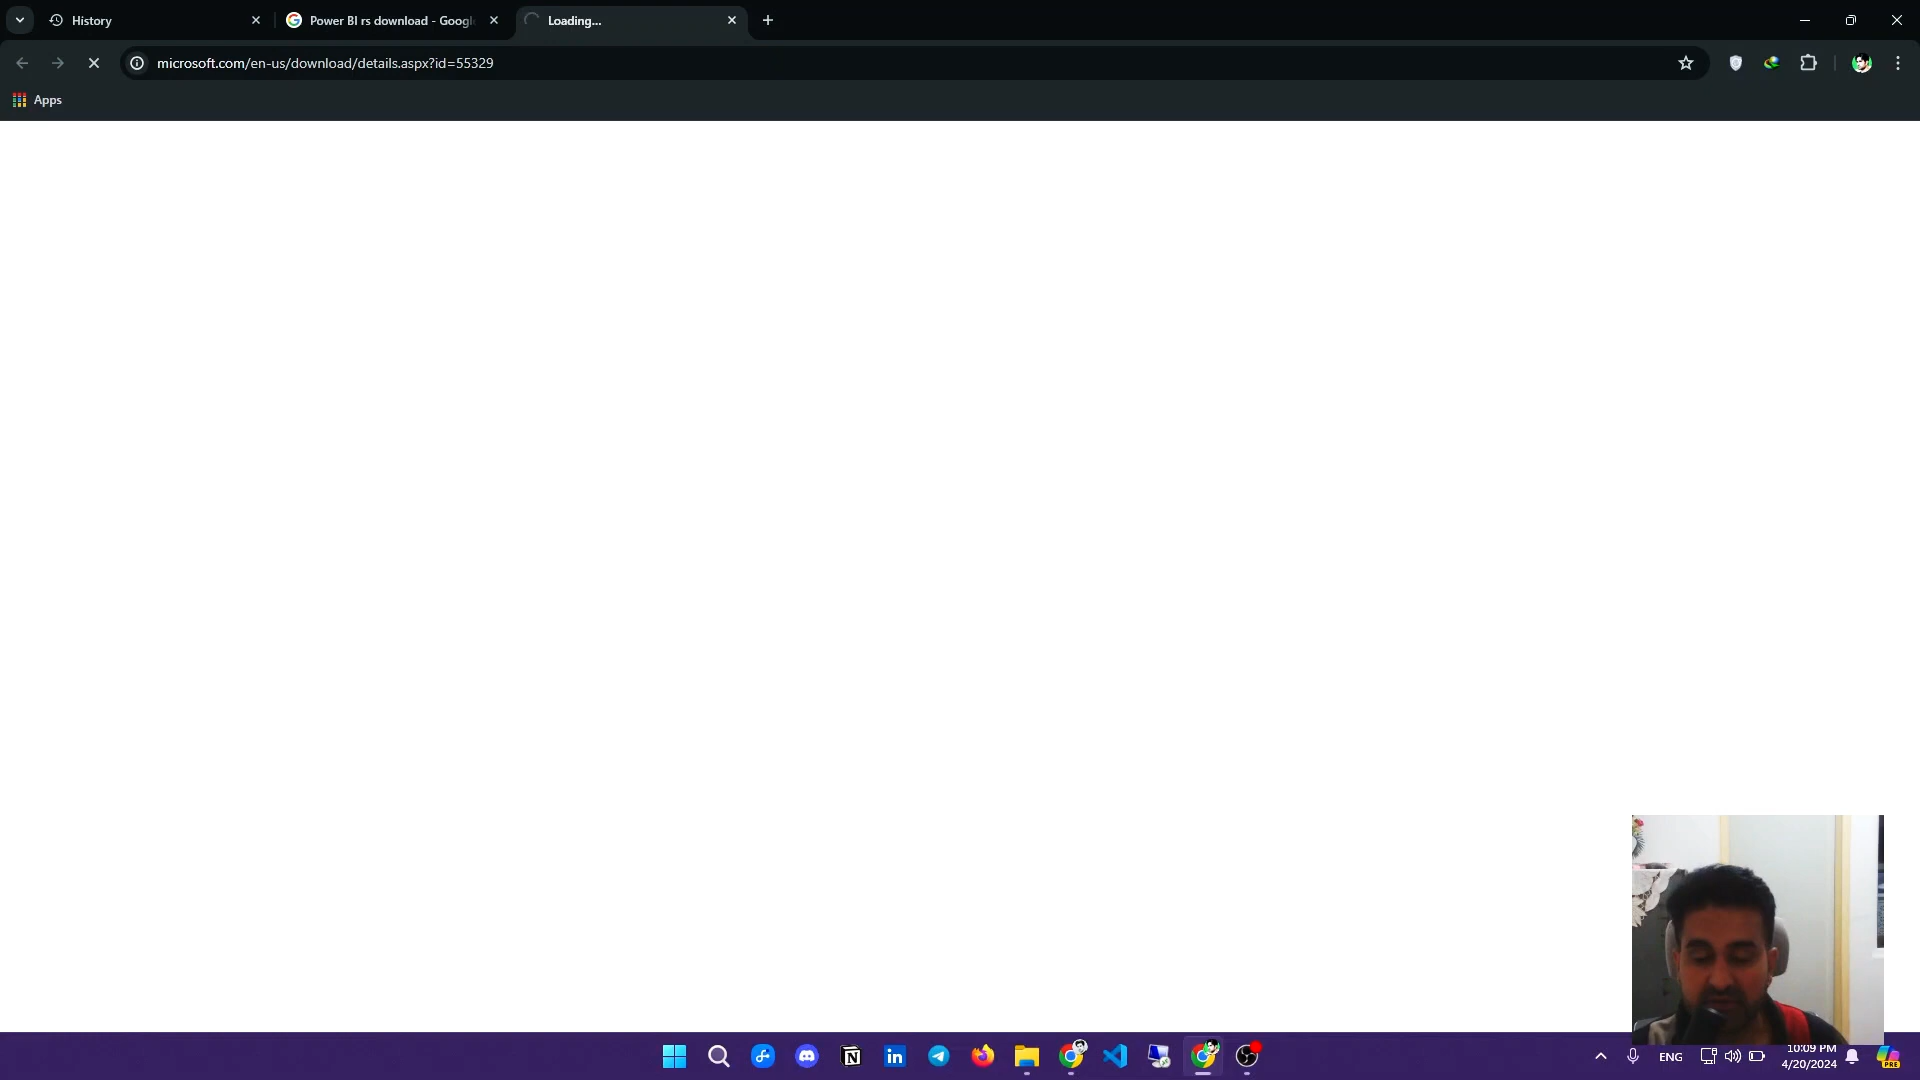 History
Power BI rs download - Googl
Loading...
microsoft.com/en-us/download/details.aspx?id=55329
Apps
ENG
10:09 PM
4/20/2024
PRE